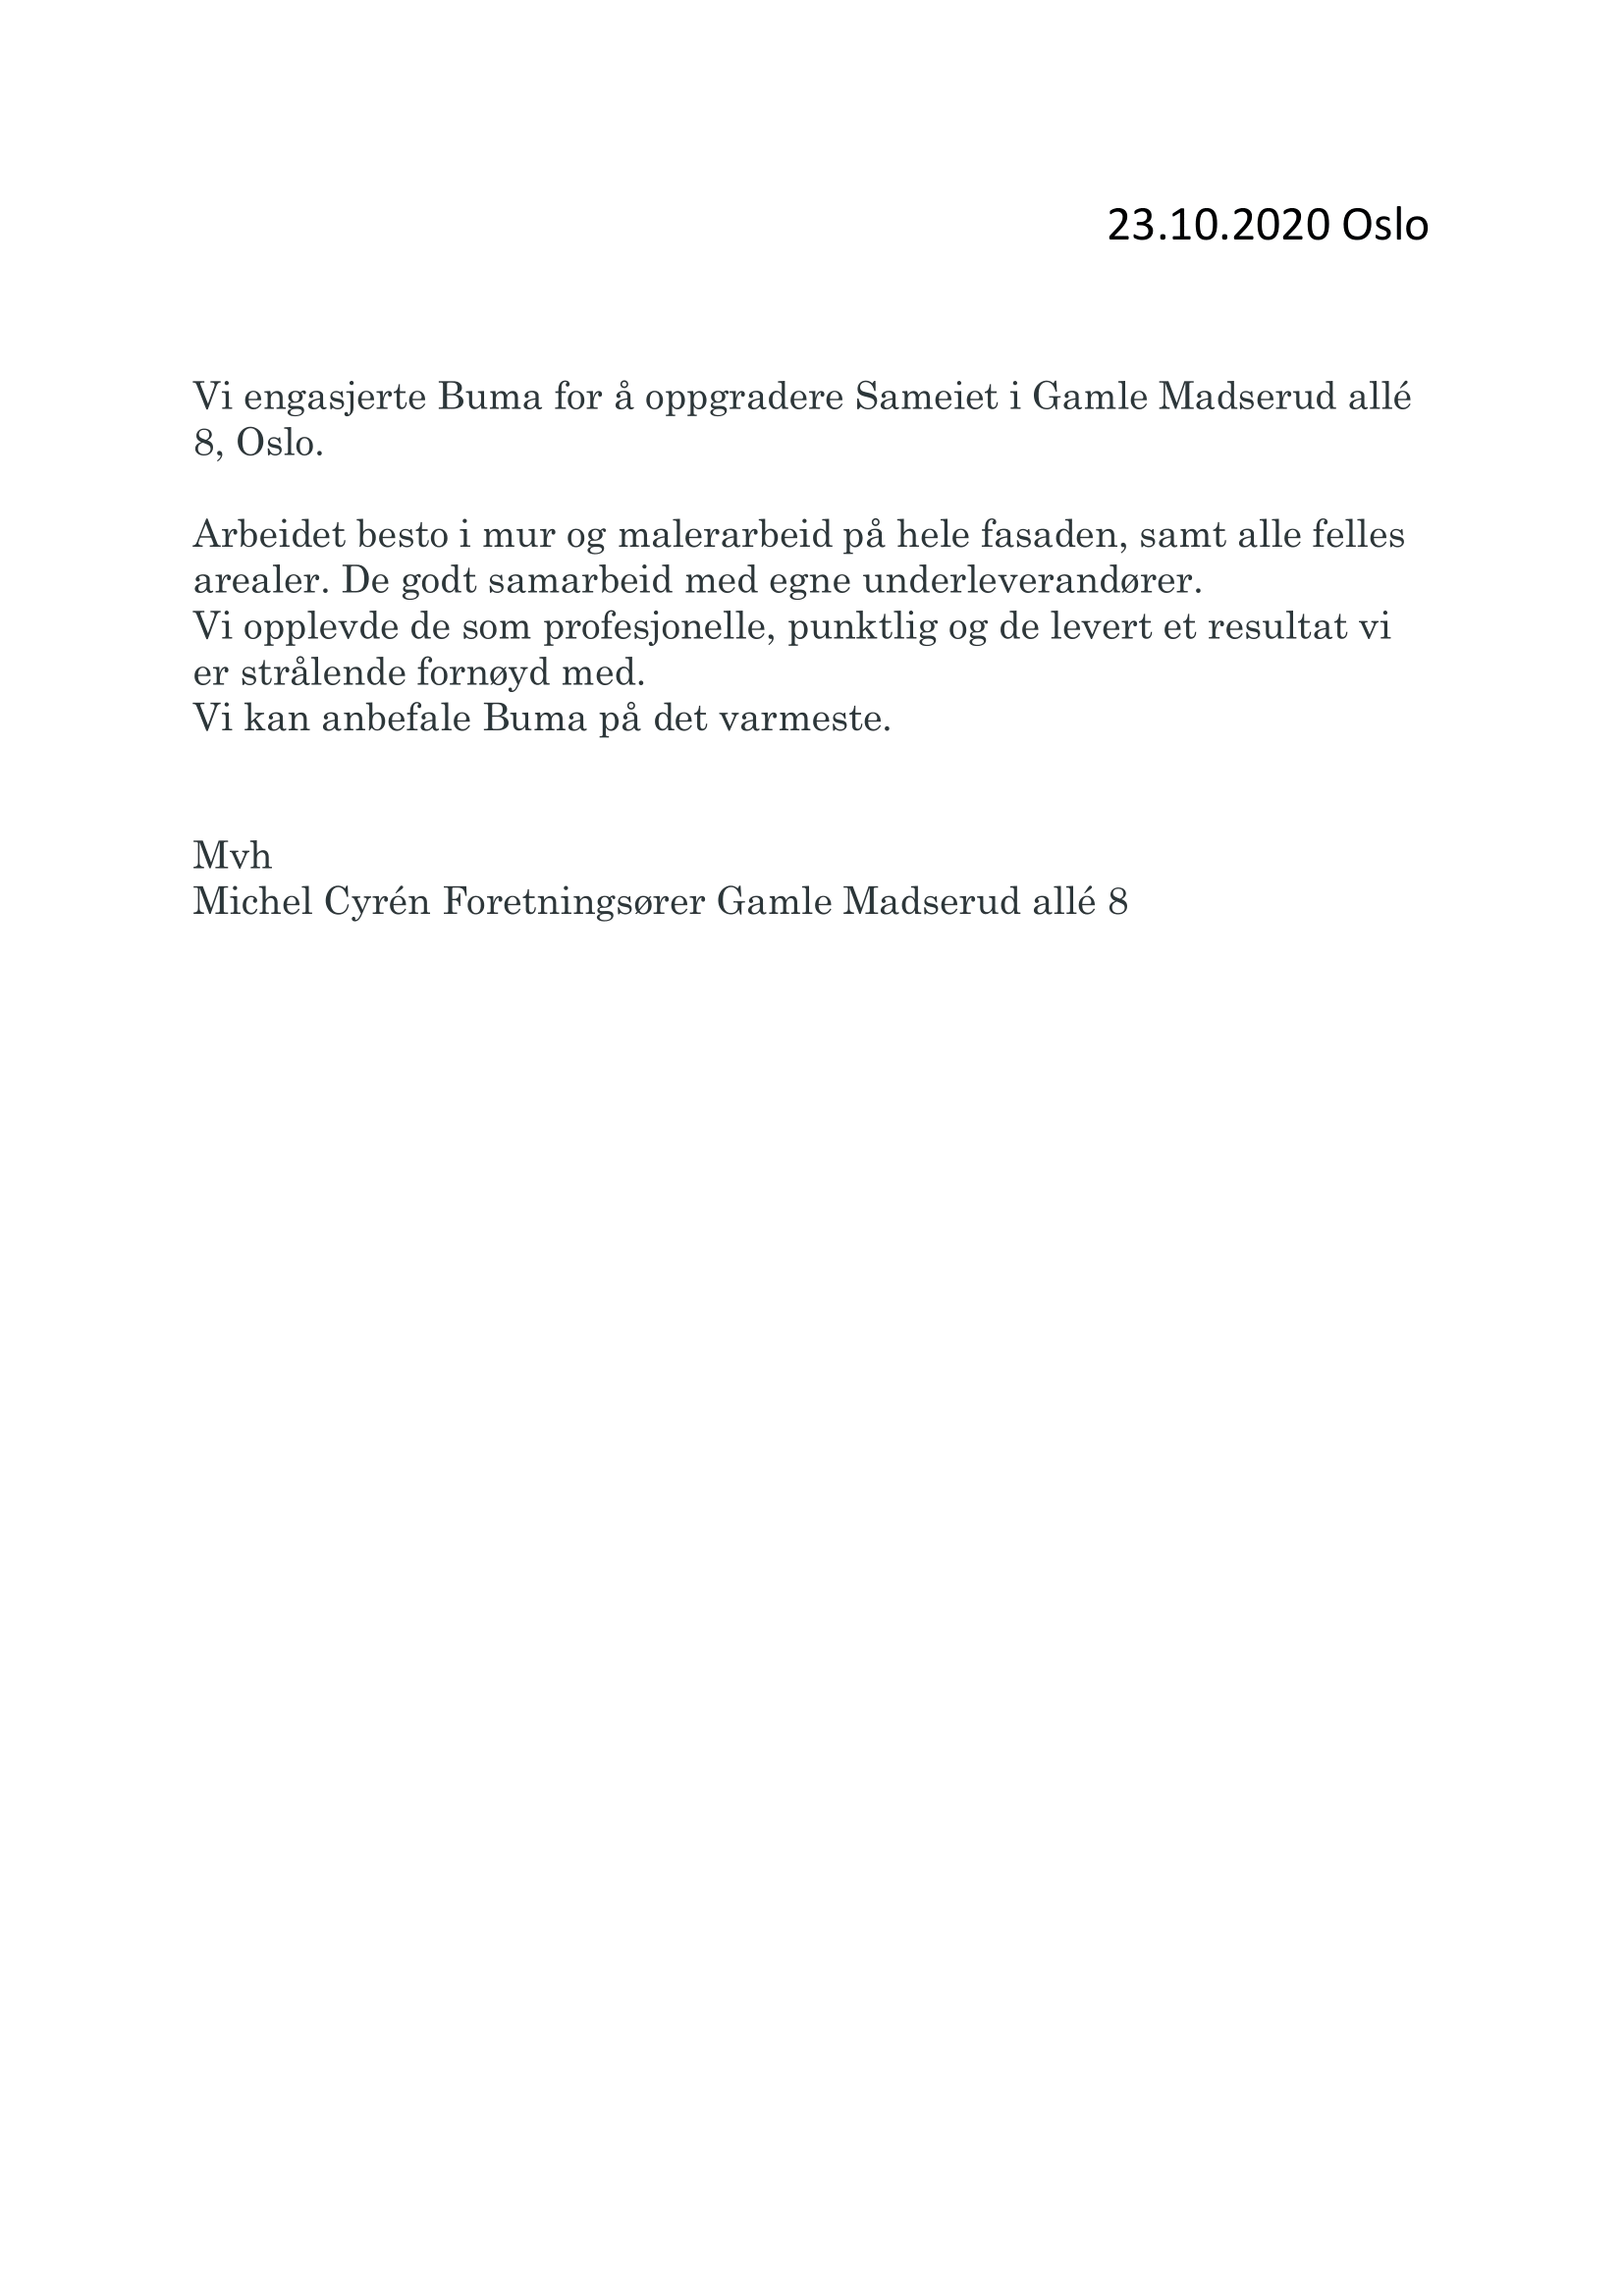 23.10.2020 Oslo
Vi engasjerte Buma for å oppgradere Sameiet i Gamle Madserud allé
8, Oslo.
Arbeidet besto i mur og malerarbeid på hele fasaden, samt alle felles
arealer. De godt samarbeid med egne underleverandører.
Vi opplevde de som profesjonelle, punktlig og de levert et resultat vi
er strålende fornøyd med.
Vi kan anbefale Buma på det varmeste.
Mvh
Michel Cyrén Foretningsører Gamle Madserud allé 8